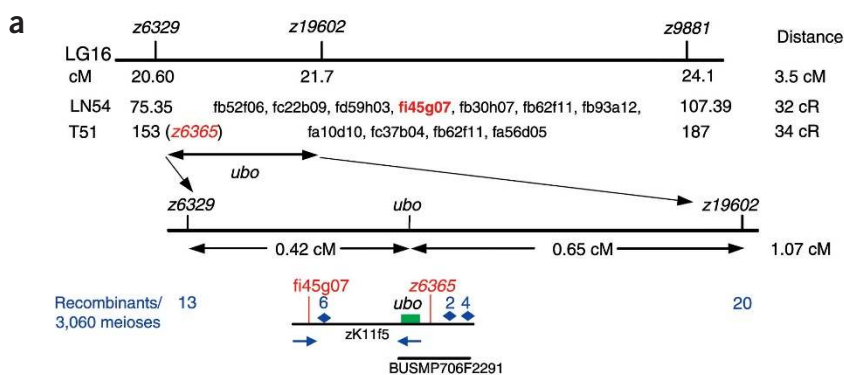 a
z6329 z19602 z9881
LG16 Distance
cM 20.60 21.7 24.1 3.5 cM
LN54 75.35 fb52f06, fc22b09, fd59h03, fi45g07, fb30h07, fb62f11, fb93a12, 107.39 32 cR
T51 153 (z6365) fa10d10, fc37b04, fb62f11, fa56d05 187 34 cR
ubo
z6329 ubo z19602
0.42 cM 0.65 cM 1.07 cM
fi45g07 z6365
Recombinants/ 13 6 ubo 2 4 20
3,060 meioses
zK11f5
BUSMP706F2291